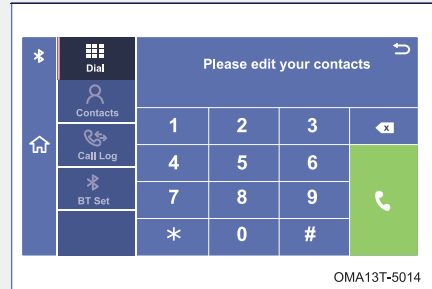 Dial
Please edit your contacts
Contacts
1 2 3 x
Call Log
4 5 6
BT Set
7 8 9
* 0 #
OMA13T-5014